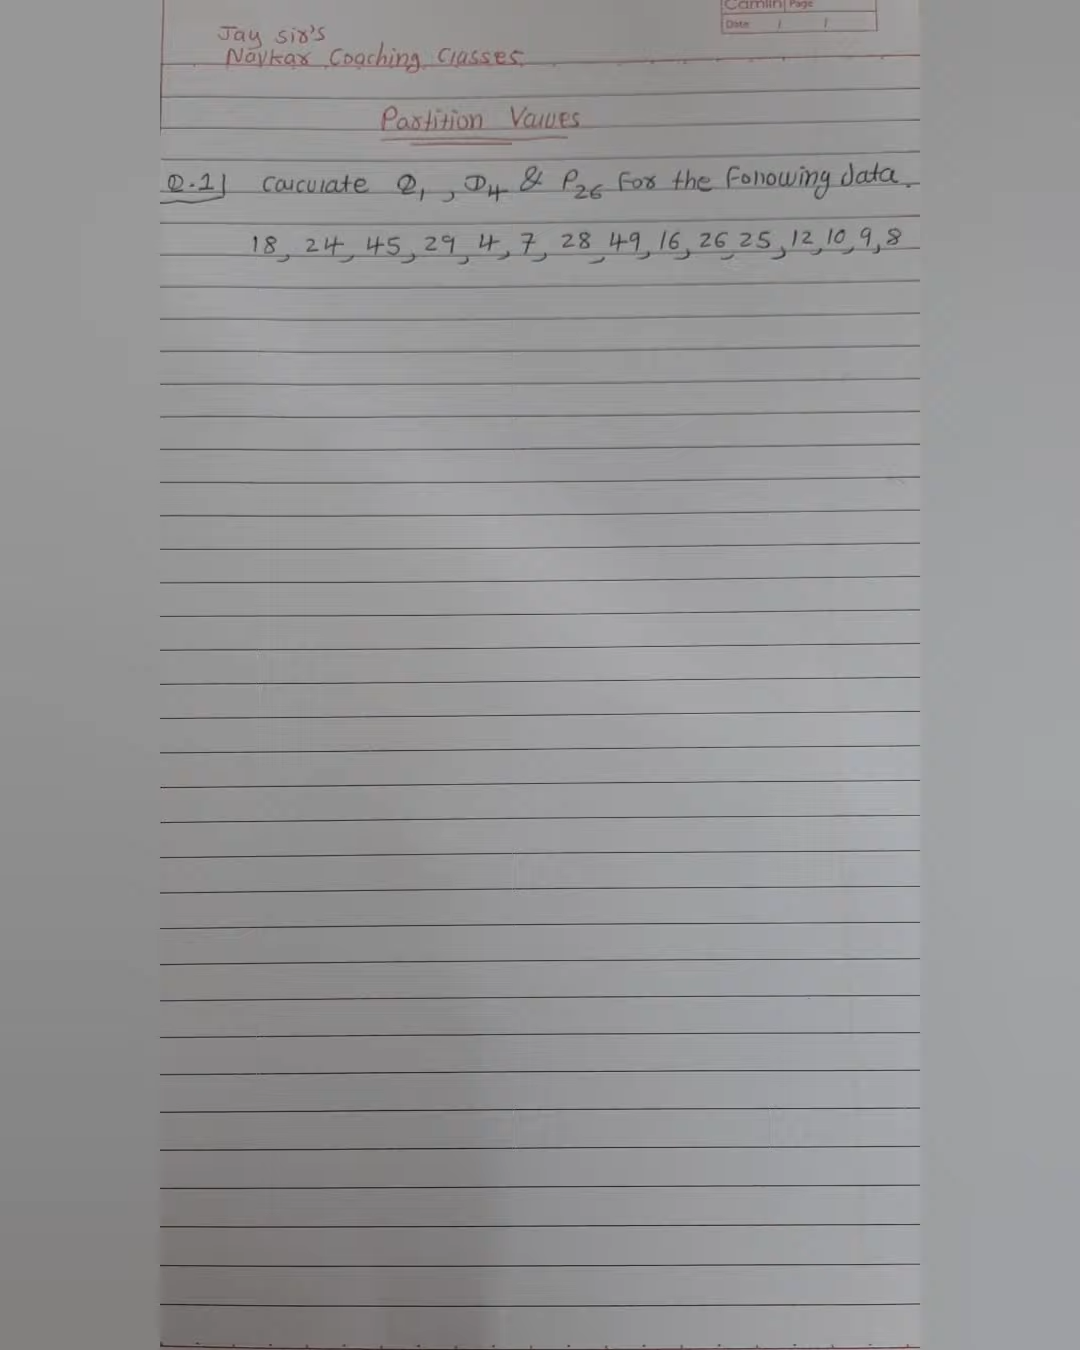 Camlin Page
Date / /
Jay sir's
Navkar Coaching Classes
Partition Values
Q.1] Calculate Q₁, D₄ & P₂₆ For the Following data.
18, 24, 45, 29, 4, 7, 28, 49, 16, 26, 25, 12, 10, 9, 8